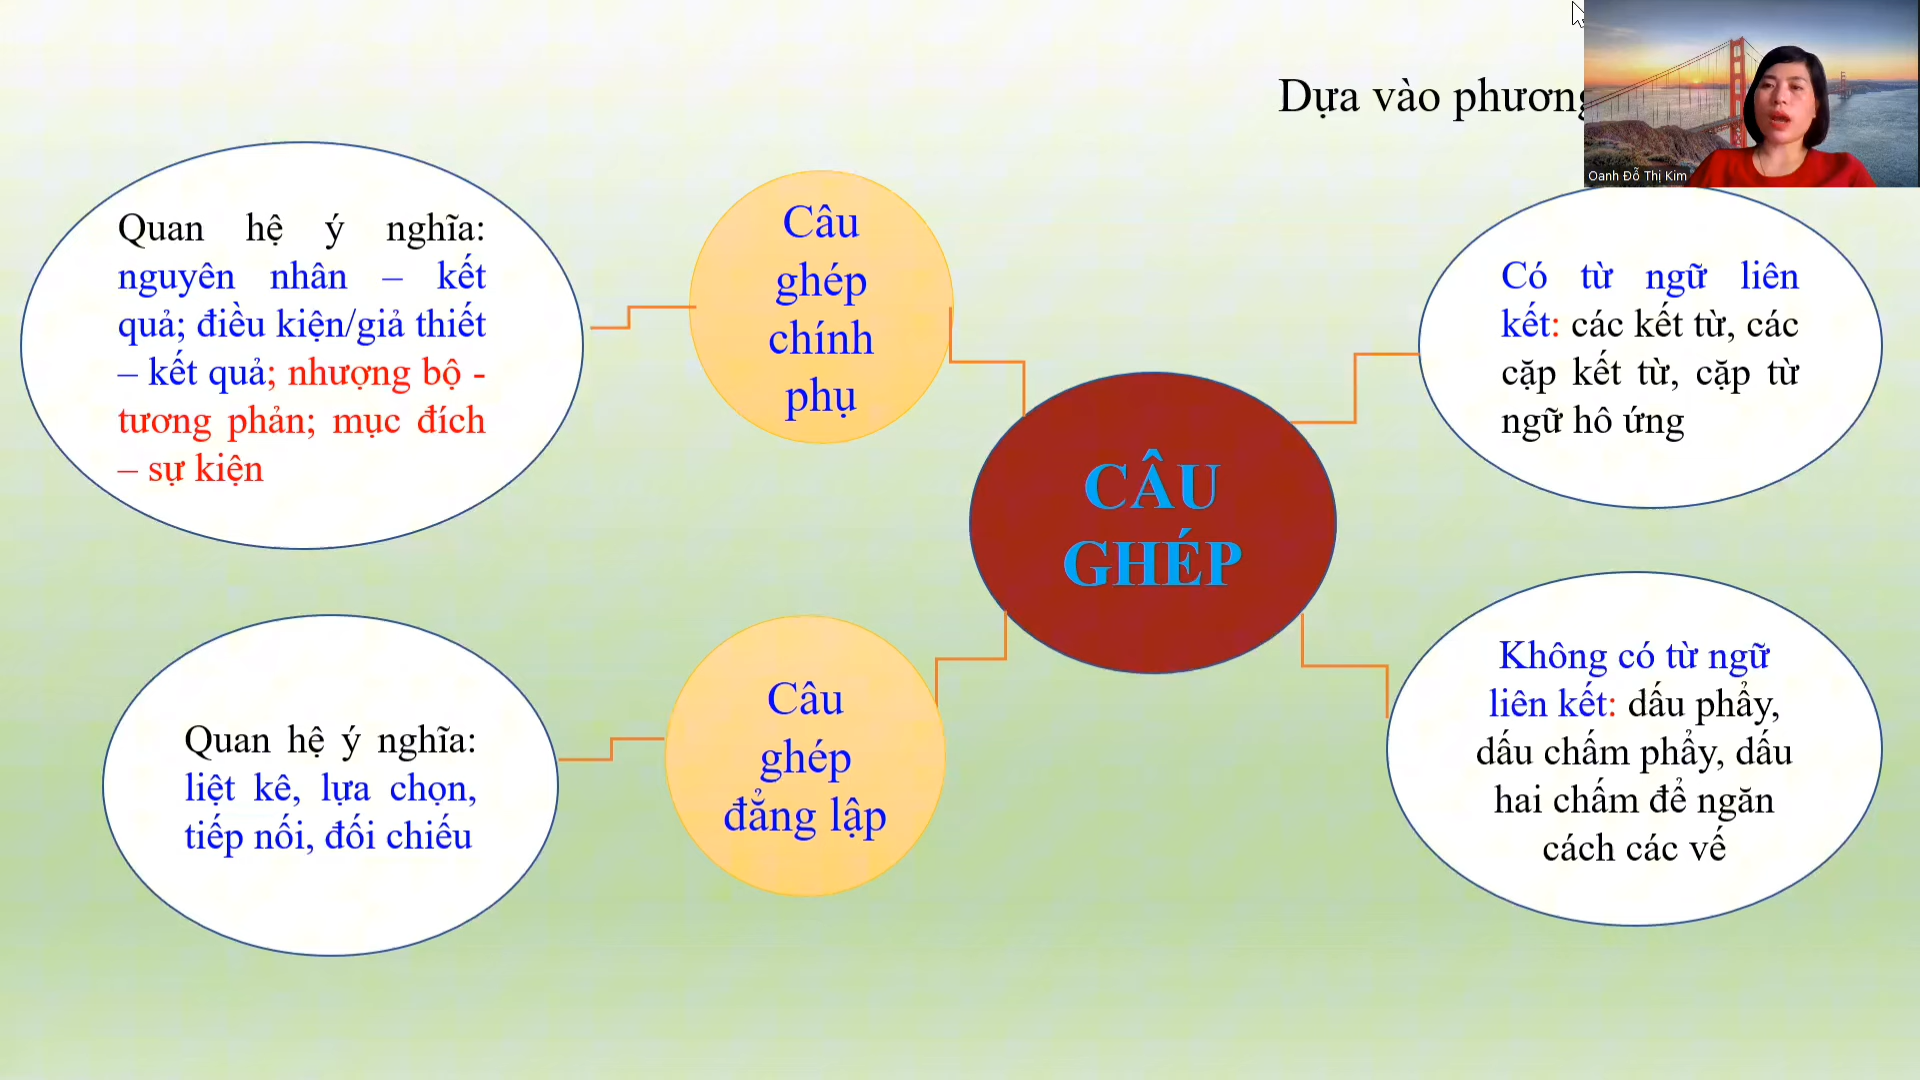 Dựa vào phương
Oanh Đỗ Thị Kim
Quan hệ ý nghĩa:
nguyên nhân – kết
quả; điều kiện/giả thiết
– kết quả; nhượng bộ -
tương phản; mục đích
– sự kiện
Câu
ghép
chính
phụ
Có từ ngữ liên
kết: các kết từ, các
cặp kết từ, cặp từ
ngữ hô ứng
CÂU
GHÉP
Quan hệ ý nghĩa:
liệt kê, lựa chọn,
tiếp nối, đối chiếu
Câu
ghép
đẳng lập
Không có từ ngữ
liên kết: dấu phẩy,
dấu chấm phẩy, dấu
hai chấm để ngăn
cách các vế